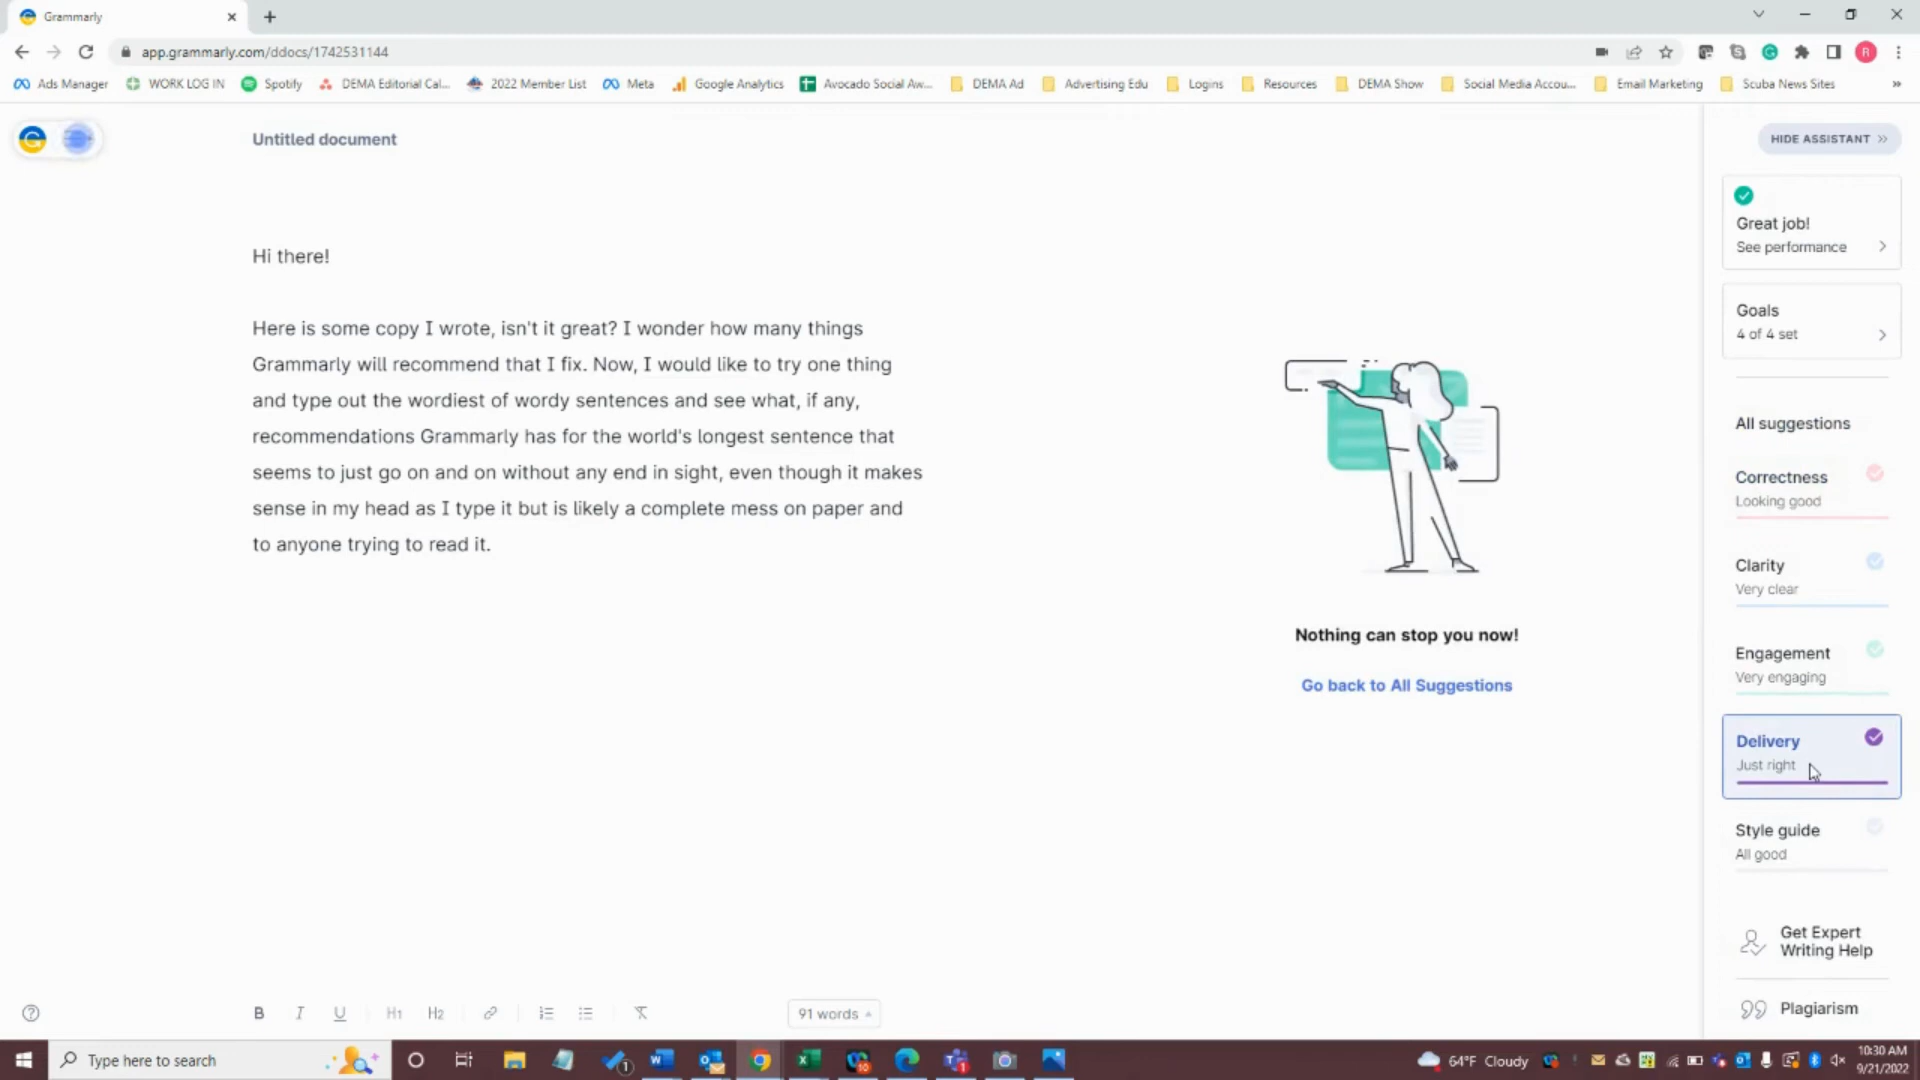 Grammarly
app.grammarly.com/ddocs/1742531144
R
Ads Manager
WORK LOG IN
Spotify
DEMA Editorial Cal...
2022 Member List
Meta
Google Analytics
Avocado Social Aw...
DEMA Ad
Advertising Edu
Logins
Resources
DEMA Show
Social Media Accou...
Email Marketing
Scuba News Sites
Untitled document
HIDE ASSISTANT
Great job!
See performance
Goals
4 of 4 set
Hi there!
Here is some copy I wrote, isn't it great? I wonder how many things
Grammarly will recommend that I fix. Now, I would like to try one thing
and type out the wordiest of wordy sentences and see what, if any,
recommendations Grammarly has for the world's longest sentence that
seems to just go on and on without any end in sight, even though it makes
sense in my head as I type it but is likely a complete mess on paper and
to anyone trying to read it.
Nothing can stop you now!
Go back to All Suggestions
All suggestions
Correctness
Looking good
Clarity
Very clear
Engagement
Very engaging
Delivery
Just right
Style guide
All good
Get Expert
Writing Help
Plagiarism
B I U H1 H2
91 words
Type here to search
64°F Cloudy
10:30 AM
9/21/2022